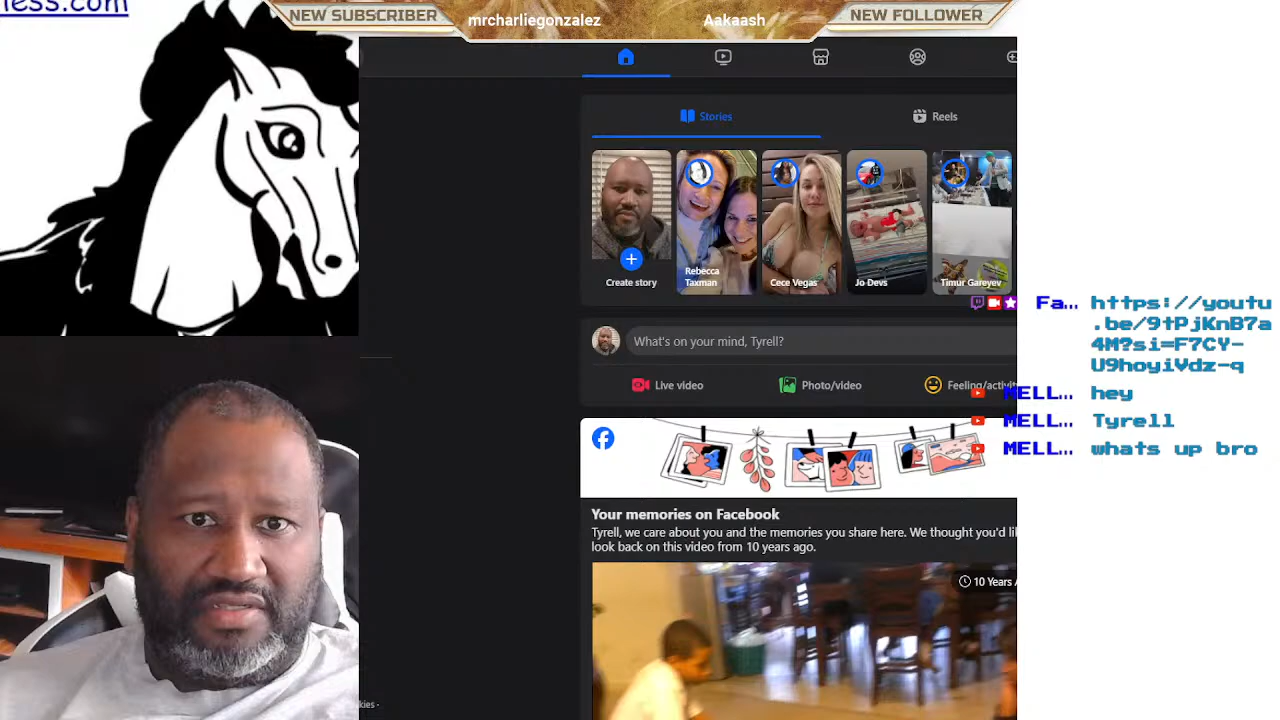 less.com
NEW SUBSCRIBER
mrcharliegonzalez
Aakaash
NEW FOLLOWER
Stories
Reels
Create story
Rebecca
Taxman
Cece Vegas
Jo Devs
Timur Gareyev
What's on your mind, Tyrell?
Live video
Photo/video
Feeling/activit
Fa... https://youtu
.be/9tPjKnB7a
4M?si=F7CY-
U9hoyiVdz-q
MELL... hey
MELL... Tyrell
MELL... whats up bro
Your memories on Facebook
Tyrell, we care about you and the memories you share here. We thought you'd li
look back on this video from 10 years ago.
10 Years A
kies ·